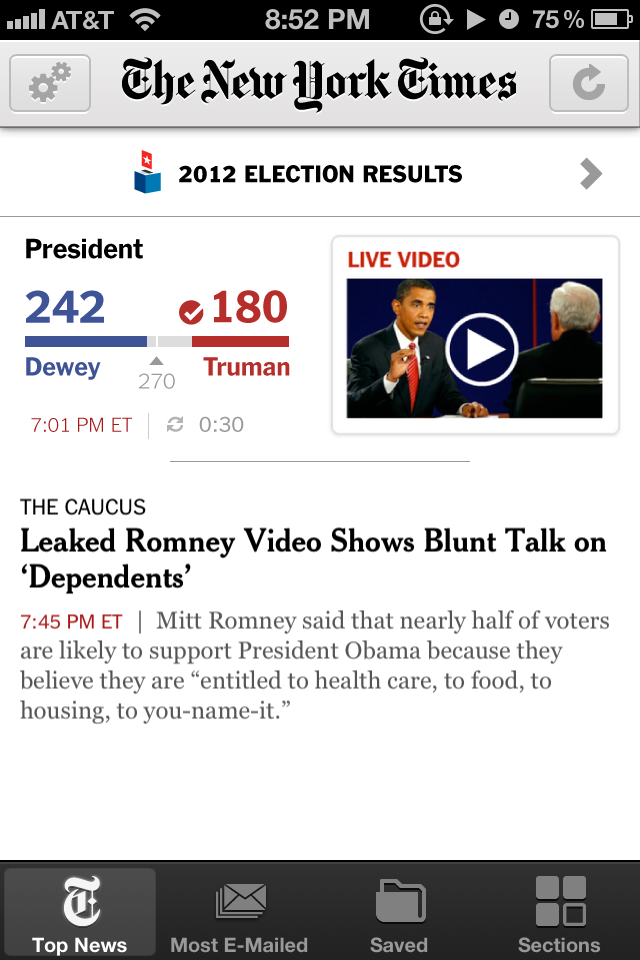 AT&T 8:52 PM 75%
The New York Times
2012 ELECTION RESULTS
President
242 180
Dewey Truman
270
7:01 PM ET 0:30
LIVE VIDEO
THE CAUCUS
Leaked Romney Video Shows Blunt Talk on
‘Dependents’
7:45 PM ET | Mitt Romney said that nearly half of voters
are likely to support President Obama because they
believe they are “entitled to health care, to food, to
housing, to you-name-it.”
T
Top News Most E-Mailed Saved Sections